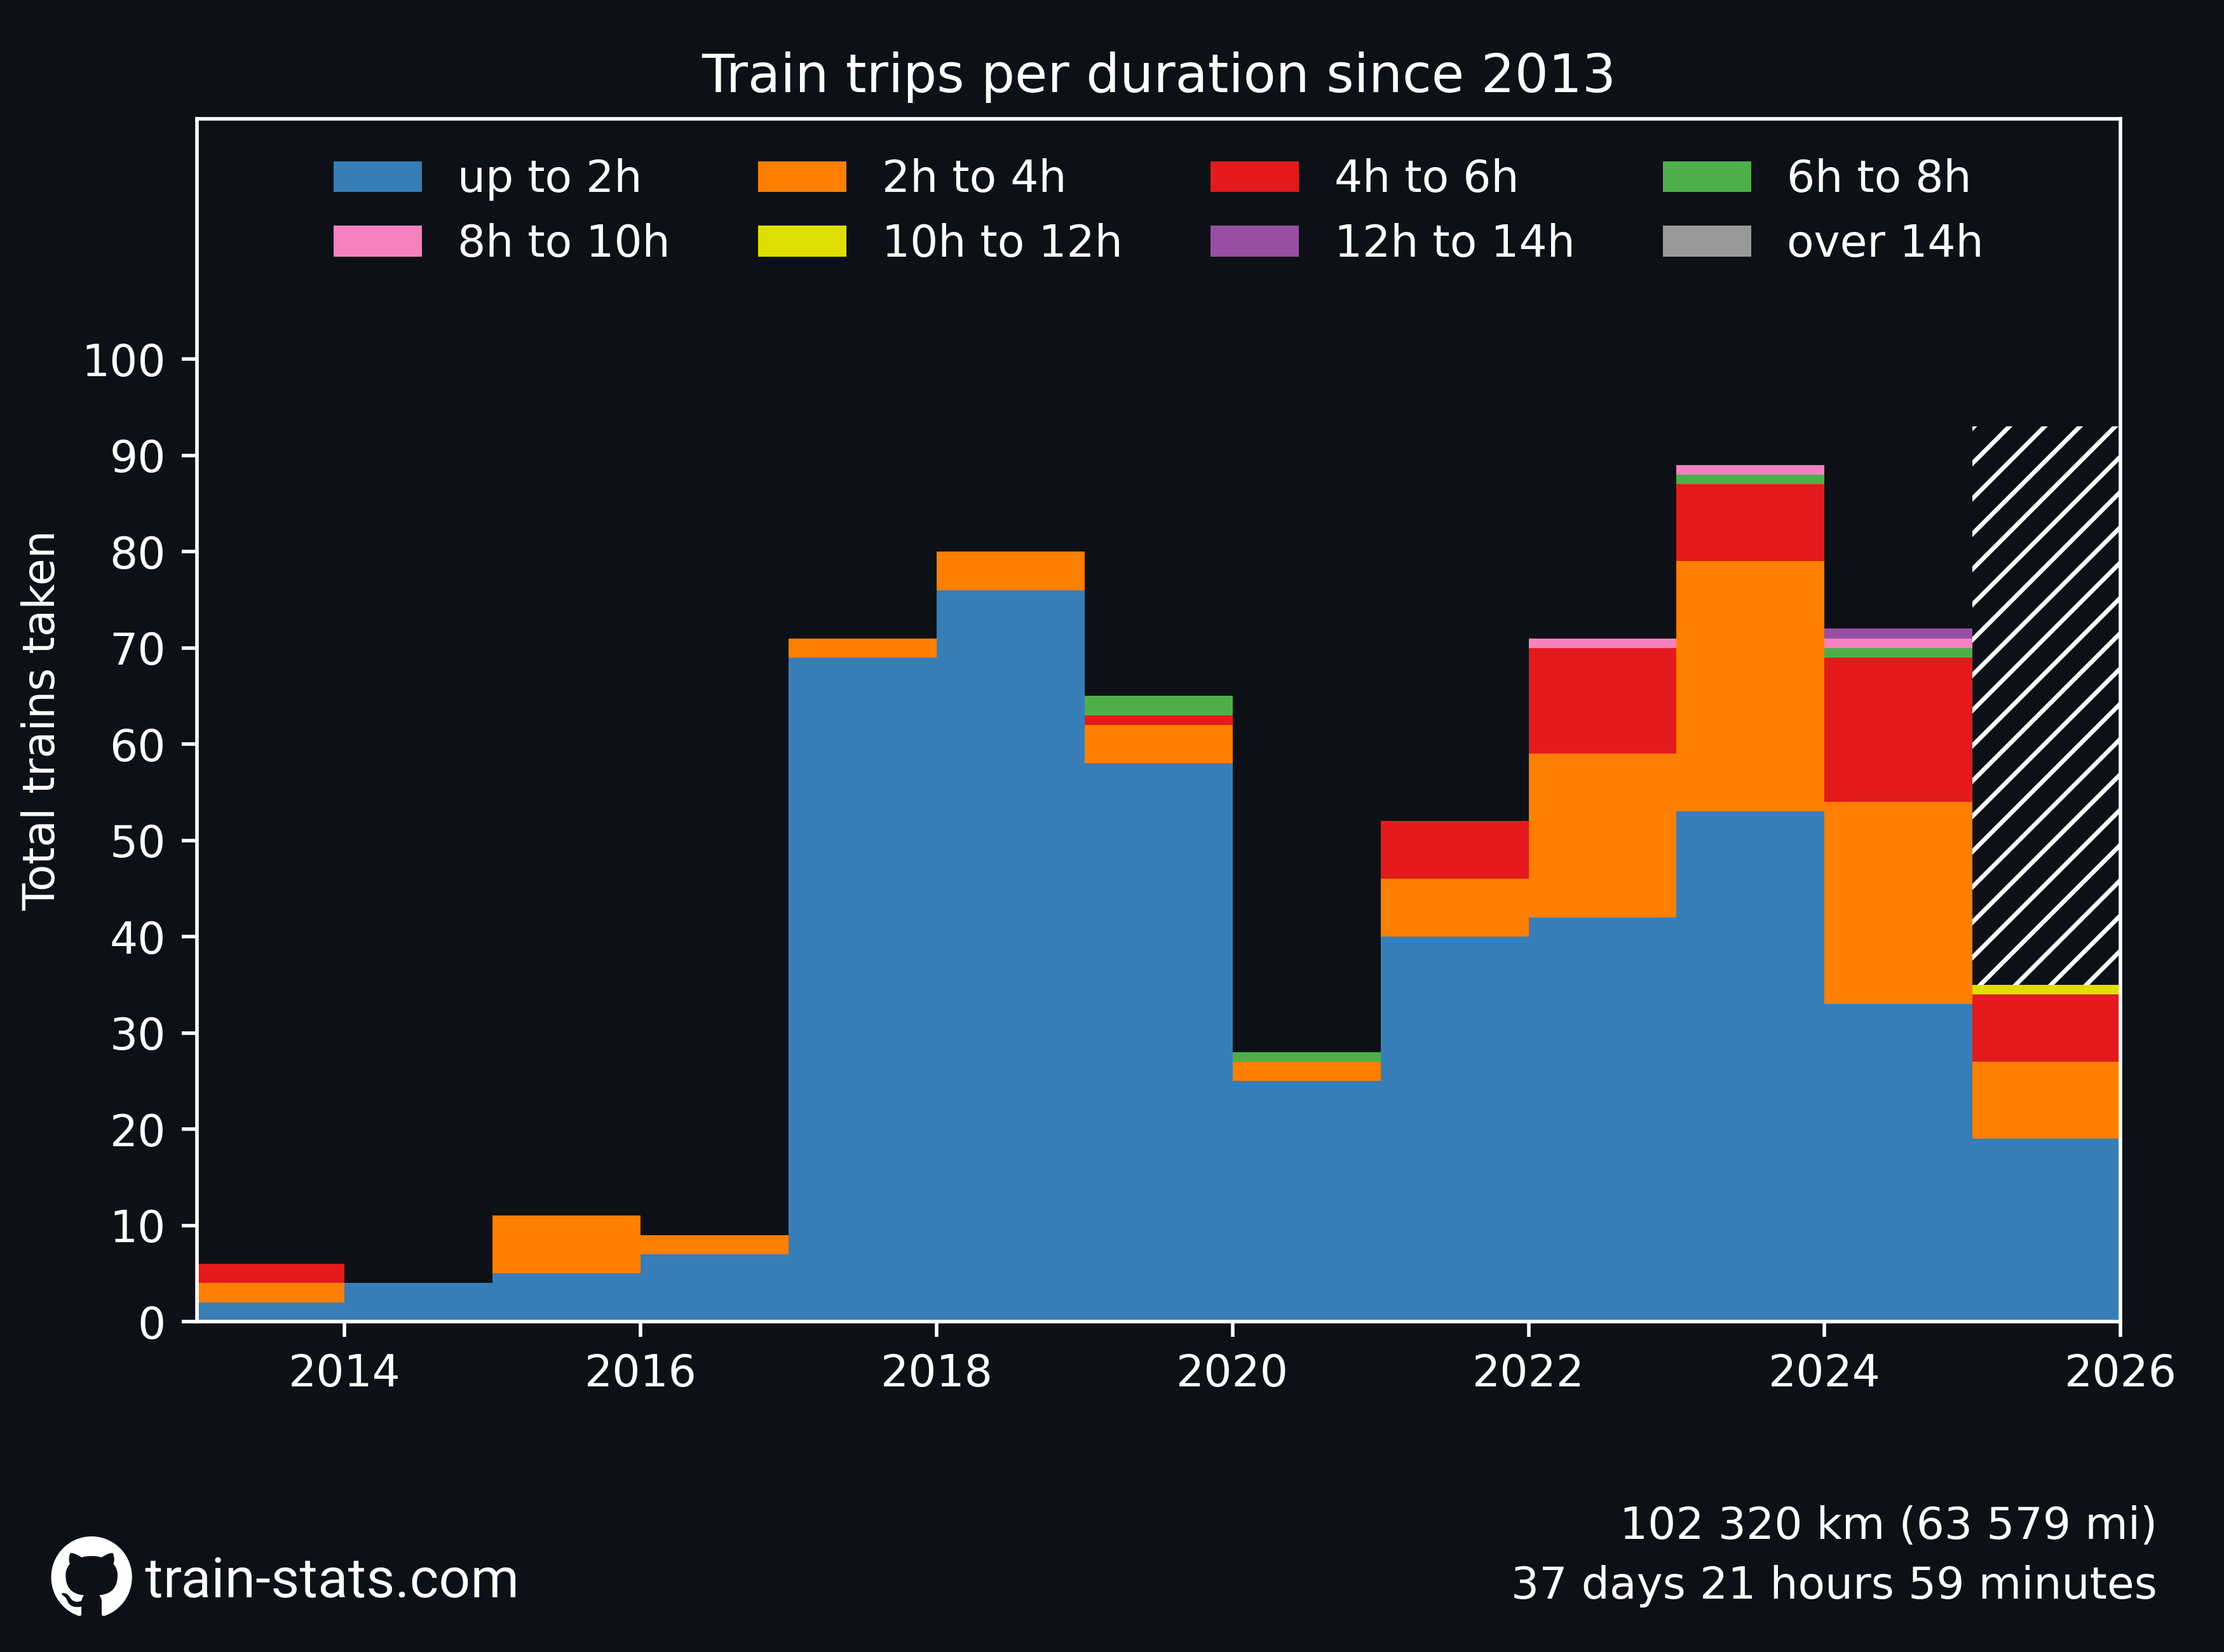 Train trips per duration since 2013
up to 2h
2h to 4h
4h to 6h
6h to 8h
8h to 10h
10h to 12h
12h to 14h
over 14h
Total trains taken
100
90
80
70
60
50
40
30
20
10
0
2014
2016
2018
2020
2022
2024
2026
102 320 km (63 579 mi)
37 days 21 hours 59 minutes
train-stats.com